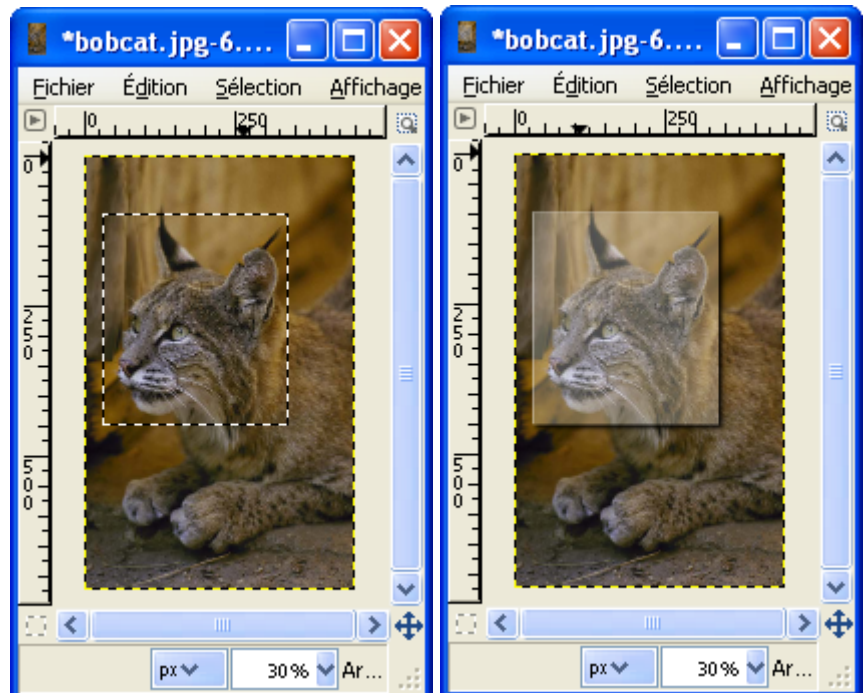 *bobcat.jpg-6....
Fichier Édition Sélection Affichage
0 250
0
250
500
px 30% Ar...
*bobcat.jpg-6....
Fichier Édition Sélection Affichage
0 250
0
250
500
px 30% Ar...